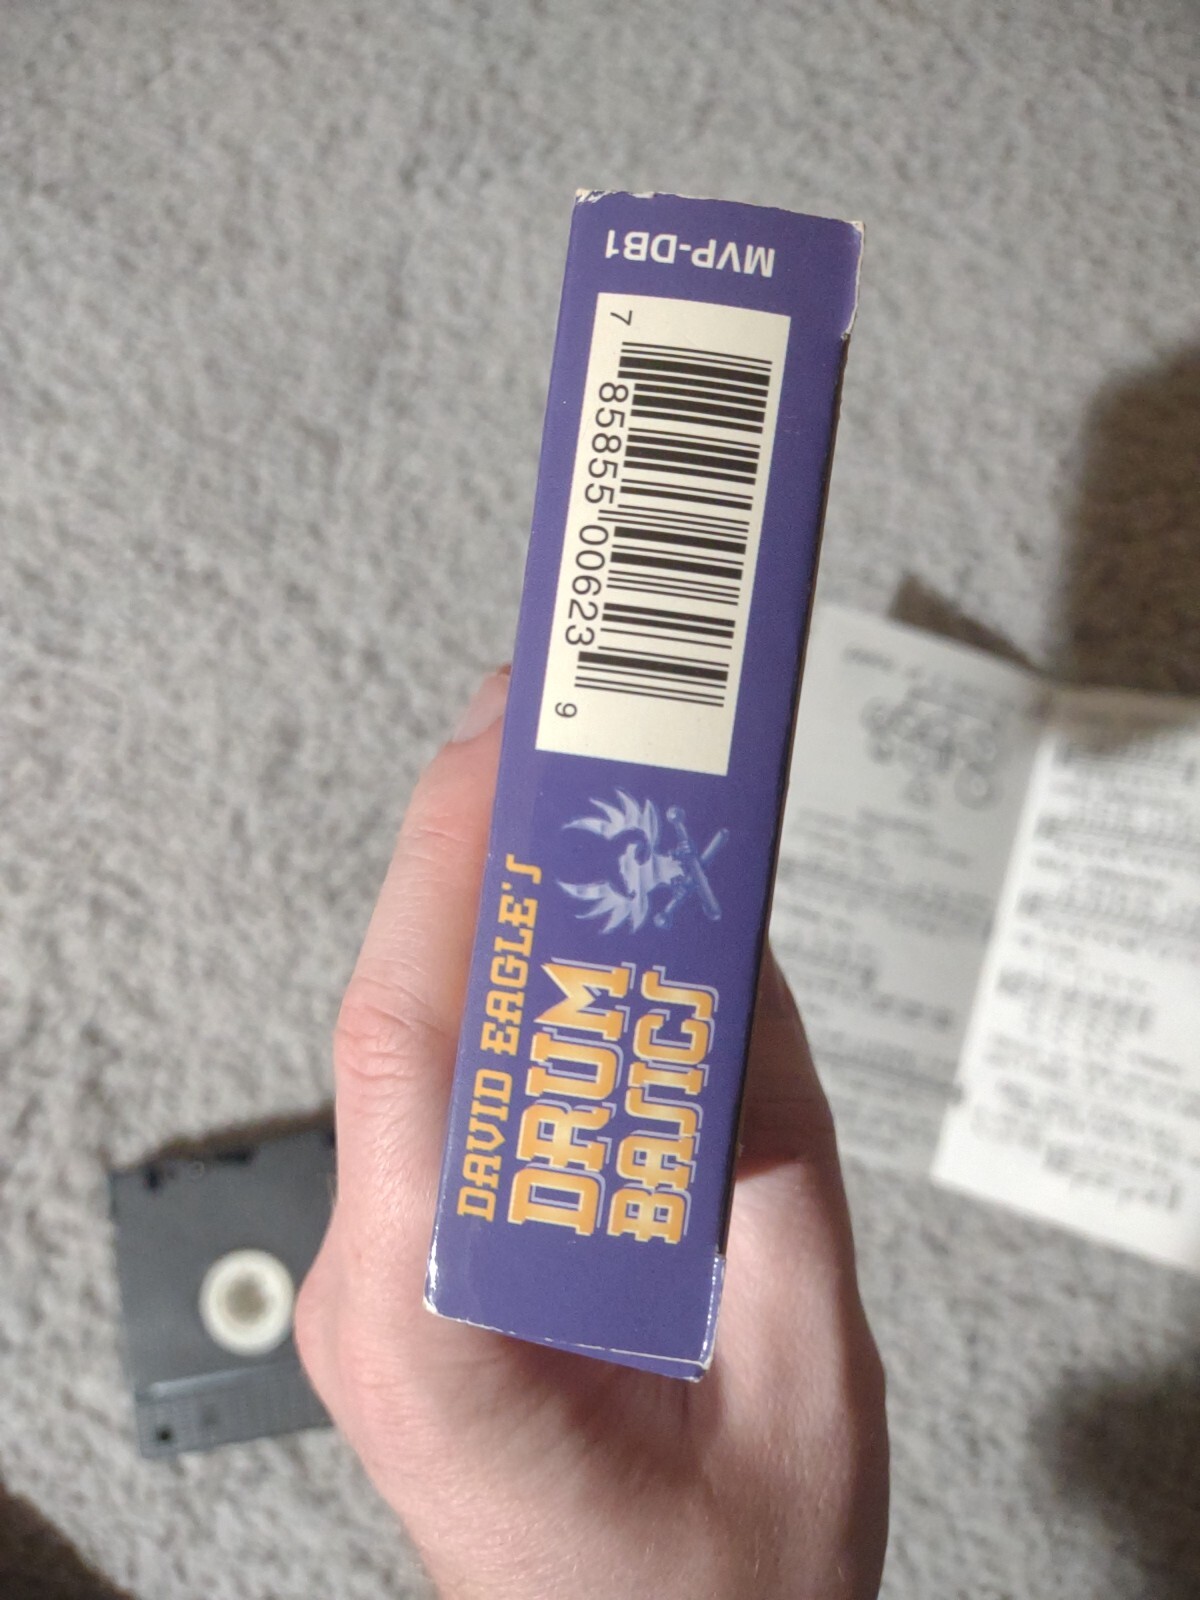 MVP-DB1
7 85855 00623 9
DAVID EAGLE'S
DRUM
BASICS